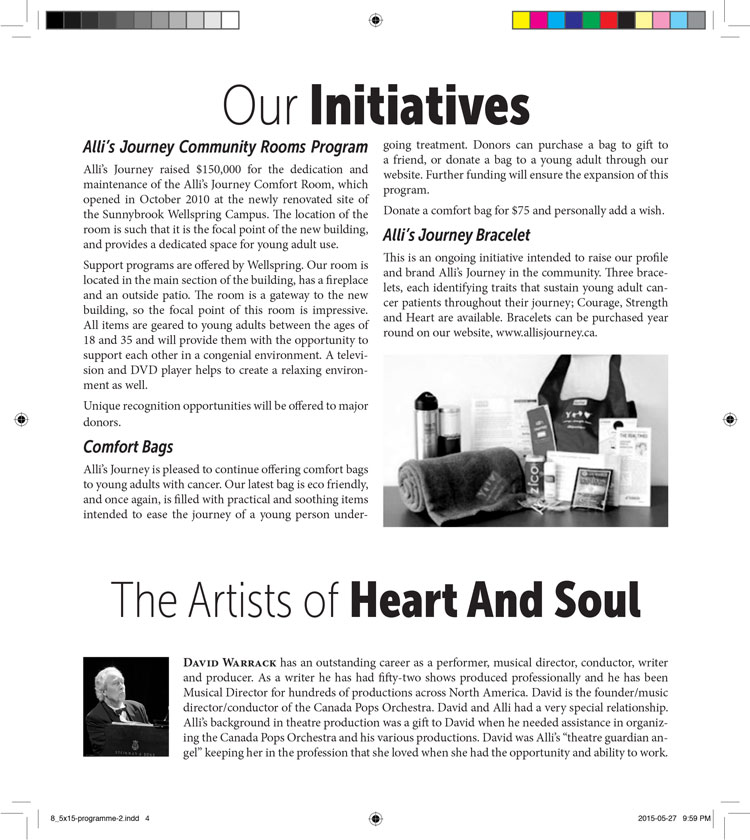 Our Initiatives
Alli's Journey Community Rooms Program
Alli's Journey raised $150,000 for the dedication and
maintenance of the Alli's Journey Comfort Room, which
opened in October 2010 at the newly renovated site of
the Sunnybrook Wellspring Campus. The location of the
room is such that it is the focal point of the new building,
and provides a dedicated space for young adult use.
Support programs are offered by Wellspring. Our room is
located in the main section of the building, has a fireplace
and an outside patio. The room is a gateway to the new
building, so the focal point of this room is impressive.
All items are geared to young adults between the ages of
18 and 35 and will provide them with the opportunity to
support each other in a congenial environment. A televi-
sion and DVD player helps to create a relaxing environ-
ment as well.
Unique recognition opportunities will be offered to major
donors.
Comfort Bags
Alli's Journey is pleased to continue offering comfort bags
to young adults with cancer. Our latest bag is eco friendly,
and once again, is filled with practical and soothing items
intended to ease the journey of a young person under-
going treatment. Donors can purchase a bag to gift to
a friend, or donate a bag to a young adult through our
website. Further funding will ensure the expansion of this
program.
Donate a comfort bag for $75 and personally add a wish.
Alli's Journey Bracelet
This is an ongoing initiative intended to raise our profile
and brand Alli's Journey in the community. Three brace-
lets, each identifying traits that sustain young adult can-
cer patients throughout their journey; Courage, Strength
and Heart are available. Bracelets can be purchased year
round on our website, www.allisjourney.ca.
The Artists of Heart And Soul
David Warrack has an outstanding career as a performer, musical director, conductor, writer
and producer. As a writer he has had fifty-two shows produced professionally and he has been
Musical Director for hundreds of productions across North America. David is the founder/music
director/conductor of the Canada Pops Orchestra. David and Alli had a very special relationship.
Alli's background in theatre production was a gift to David when he needed assistance in organiz-
ing the Canada Pops Orchestra and his various productions. David was Alli's "theatre guardian an-
gel" keeping her in the profession that she loved when she had the opportunity and ability to work.
STEINWAY & SONS
8_5x15-programme-2.indd 4
2015-05-27 9:59 PM